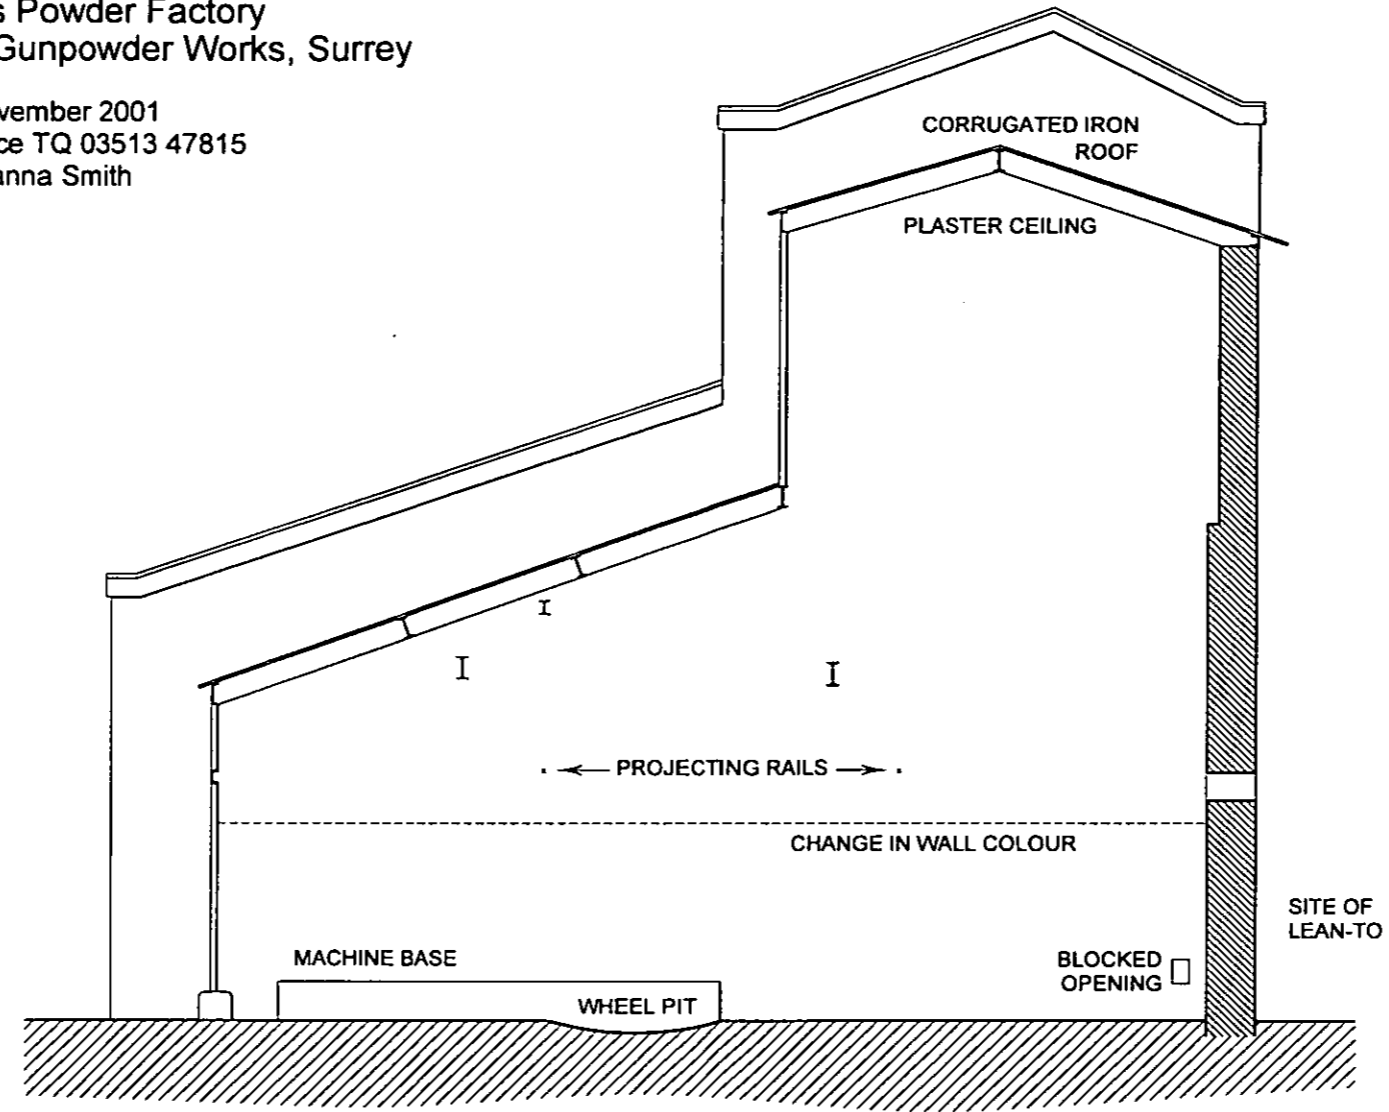 s Powder Factory
Gunpowder Works, Surrey
vember 2001
ce TQ 03513 47815
anna Smith
CORRUGATED IRON
ROOF
PLASTER CEILING
PROJECTING RAILS
CHANGE IN WALL COLOUR
SITE OF
LEAN-TO
MACHINE BASE
BLOCKED
OPENING
WHEEL PIT